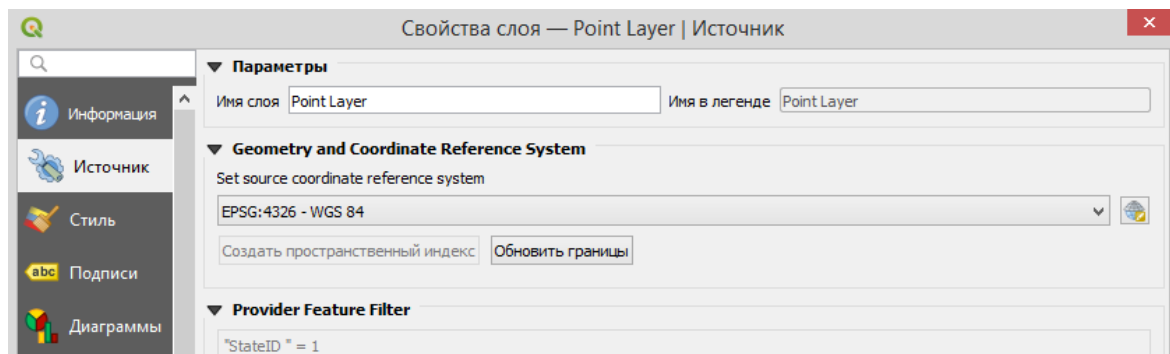 Свойства слоя — Point Layer | Источник
Параметры
Информация
Имя слоя Point Layer Имя в легенде Point Layer
Источник
Geometry and Coordinate Reference System
Set source coordinate reference system
Стиль
EPSG:4326 - WGS 84
Создать пространственный индекс Обновить границы
abc Подписи
Provider Feature Filter
Диаграммы
"StateID " = 1